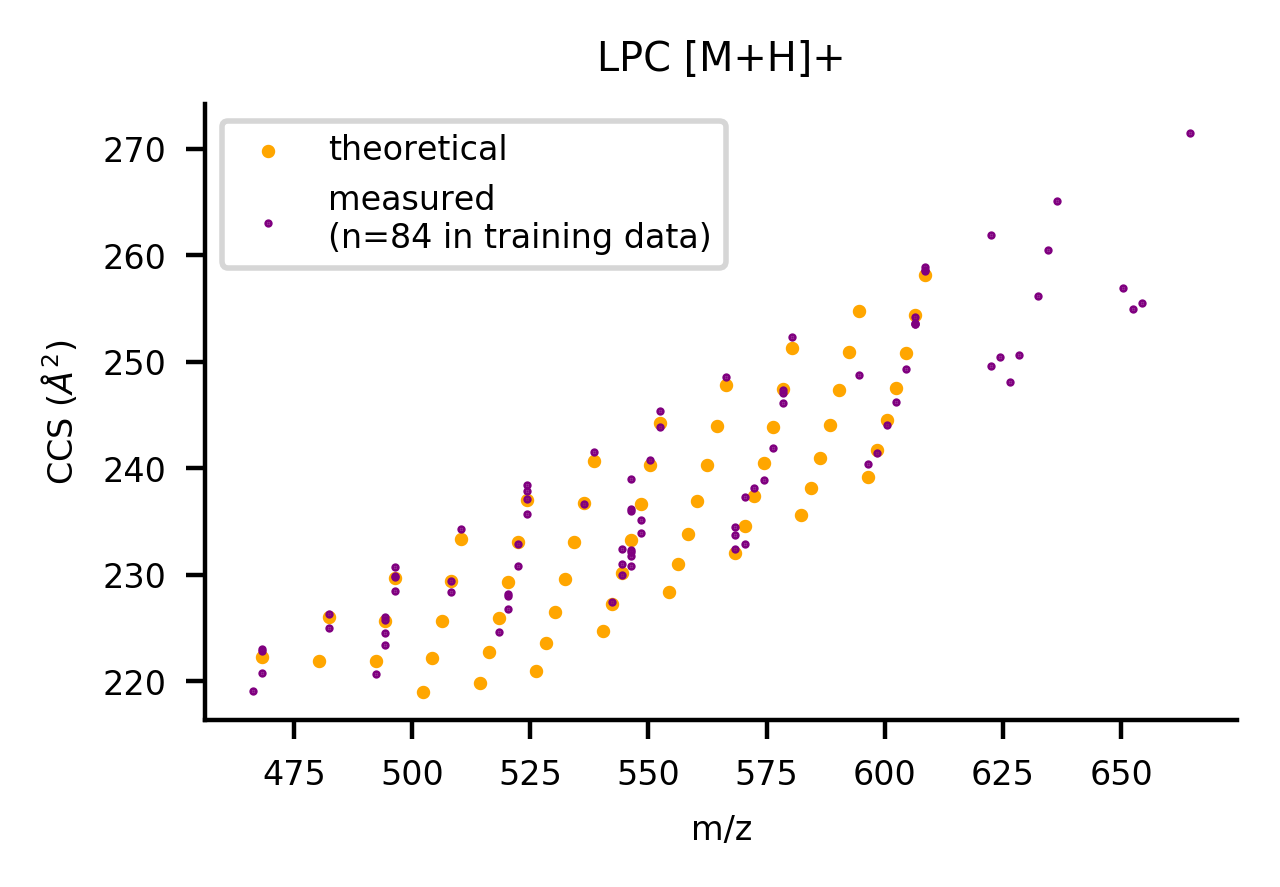 LPC [M+H]+
theoretical
measured
(n=84 in training data)
270
260
250
240
230
220
CCS (Å²)
475 500 525 550 575 600 625 650
m/z